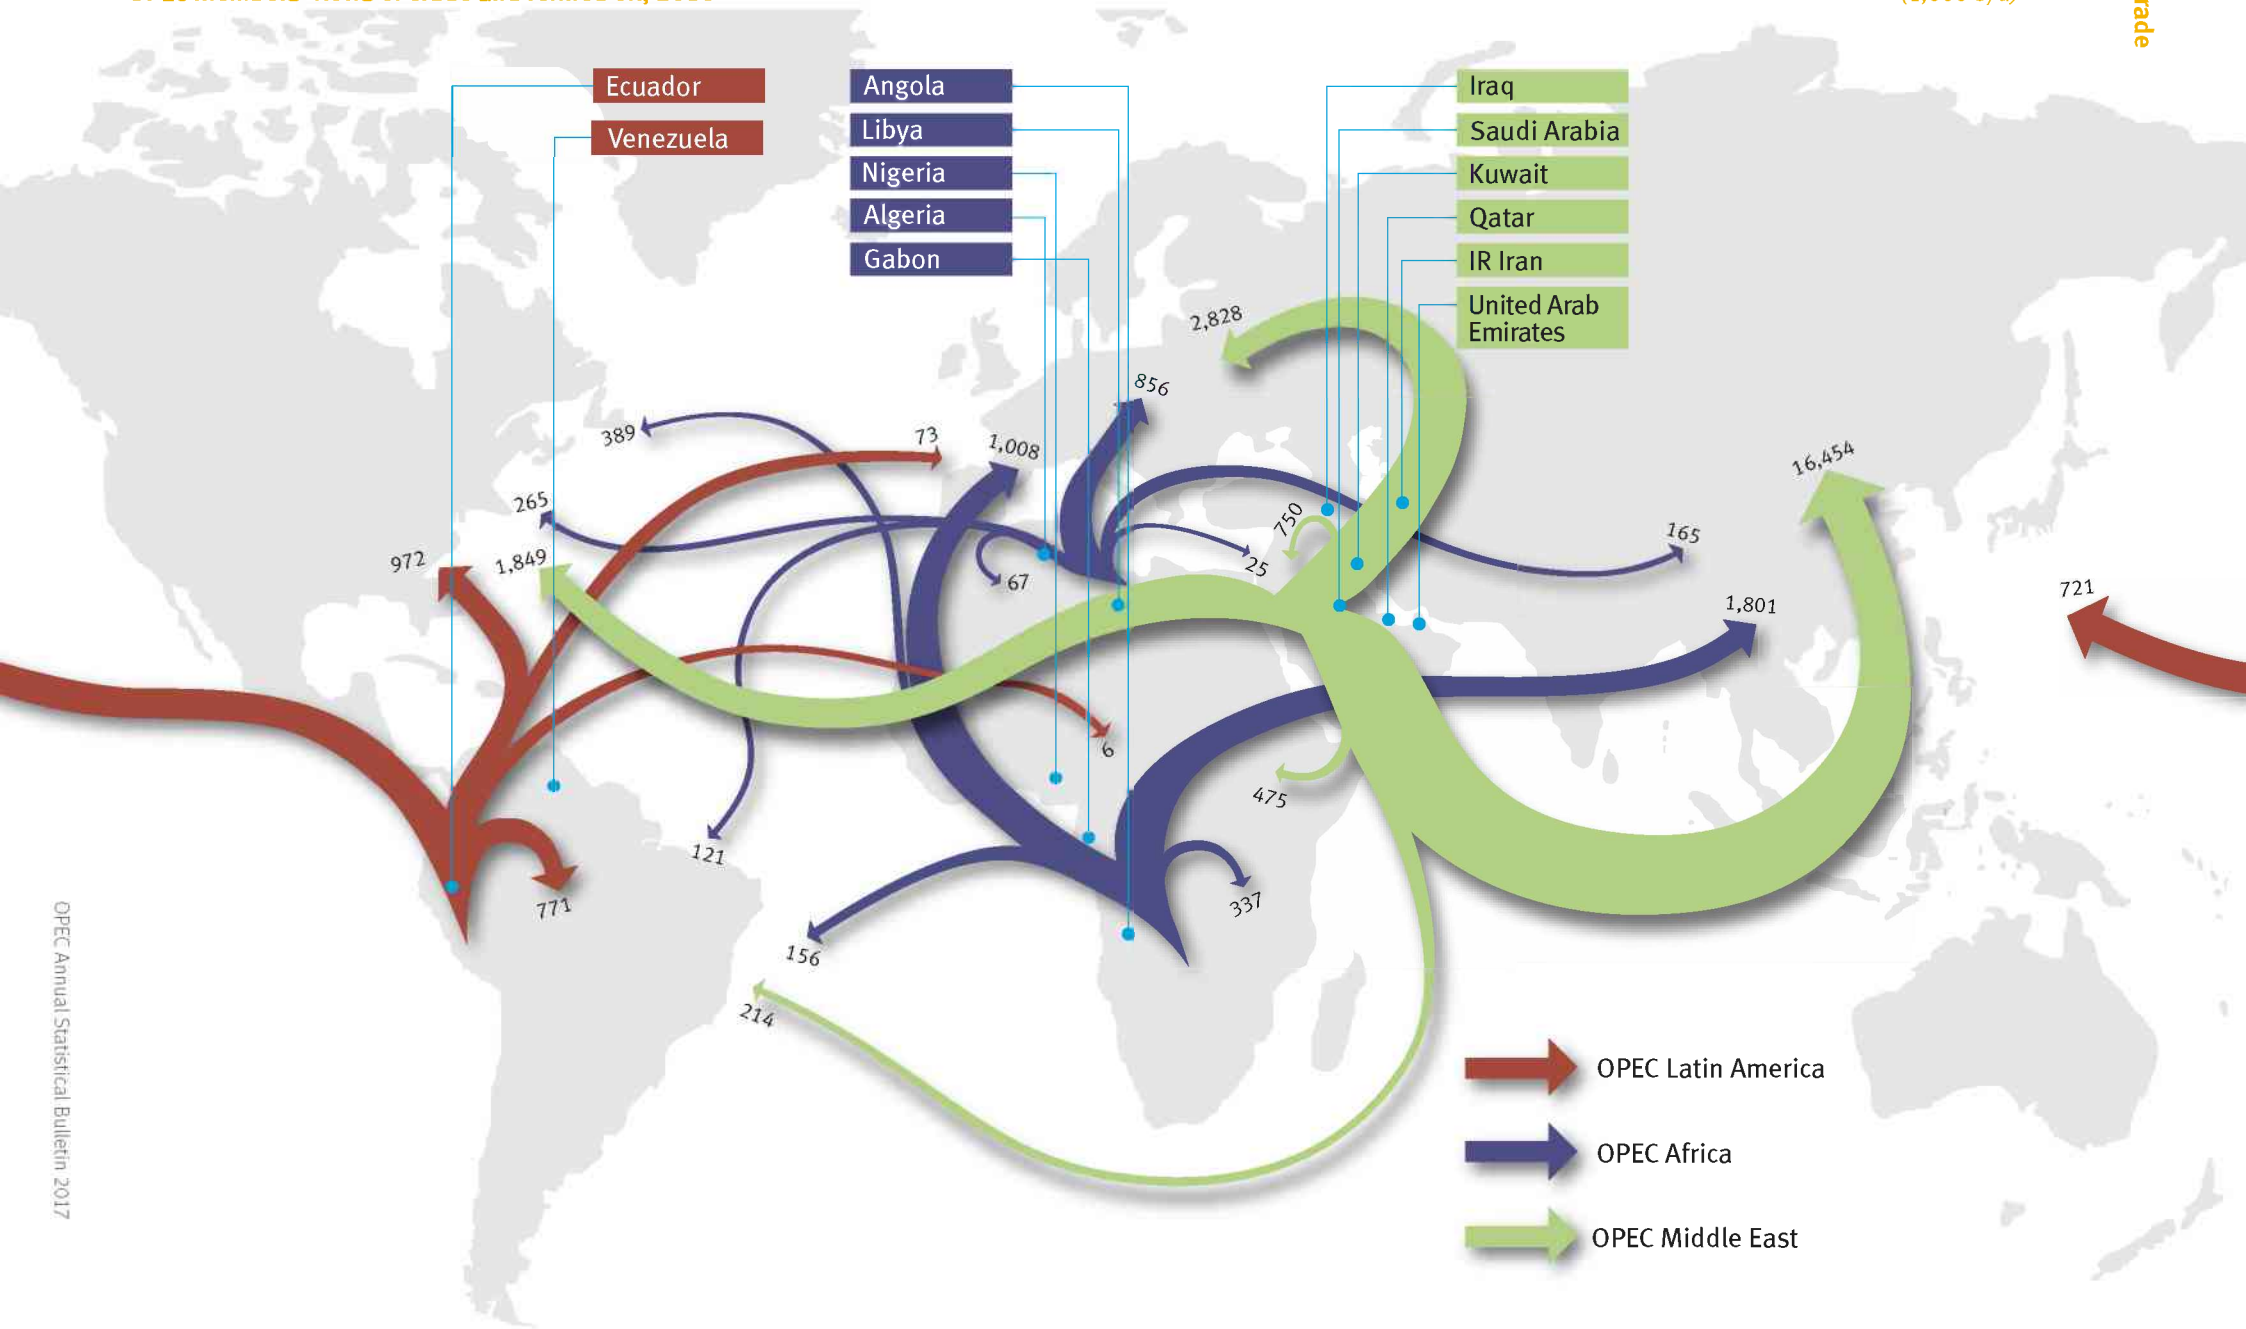 Ecuador
Venezuela
Angola
Libya
Nigeria
Algeria
Gabon
Iraq
Saudi Arabia
Kuwait
Qatar
IR Iran
United Arab
Emirates
2,828
856
389
73
1,008
16,454
265
750
165
972
1,849
25
67
721
1,801
6
475
121
771
337
156
214
OPEC Latin America
OPEC Africa
OPEC Middle East
OPEC Annual Statistical Bulletin 2017